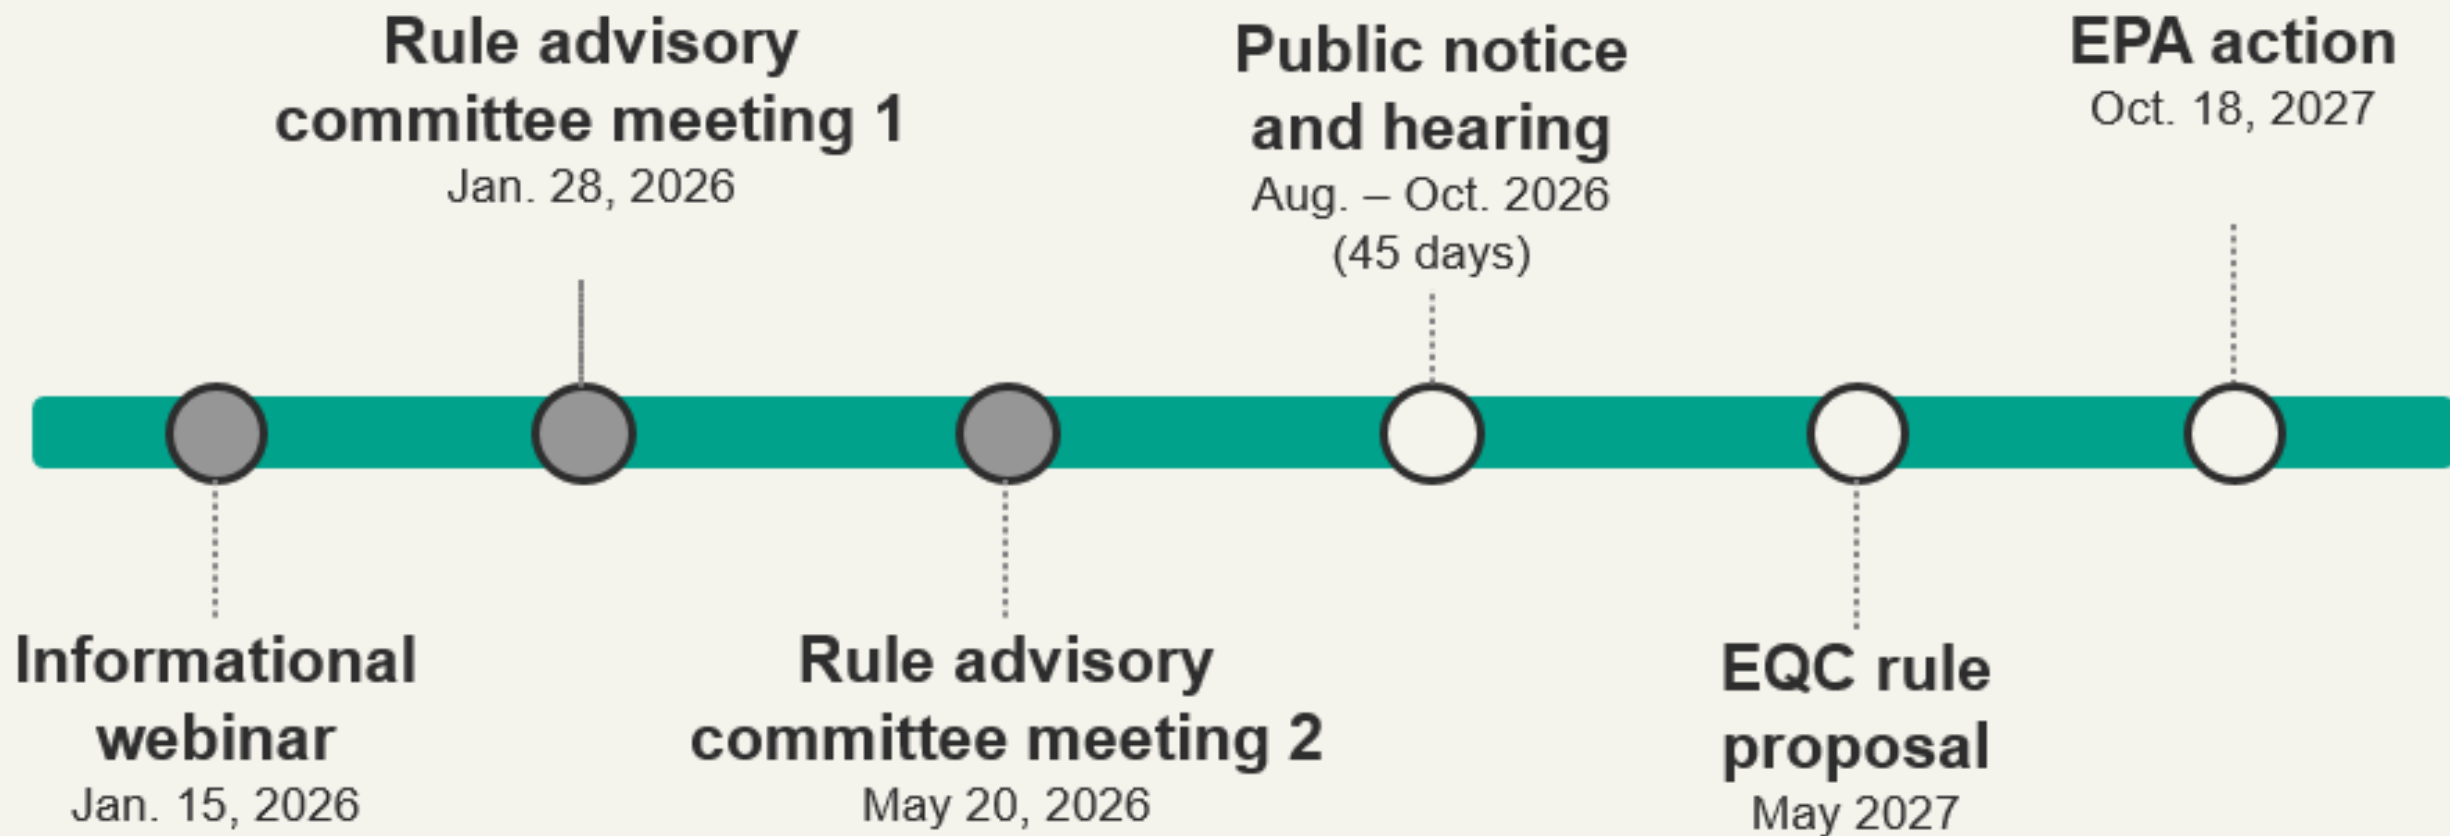 Rule advisory
committee meeting 1
Jan. 28, 2026
Public notice
and hearing
Aug. – Oct. 2026
(45 days)
EPA action
Oct. 18, 2027
Informational
webinar
Jan. 15, 2026
Rule advisory
committee meeting 2
May 20, 2026
EQC rule
proposal
May 2027